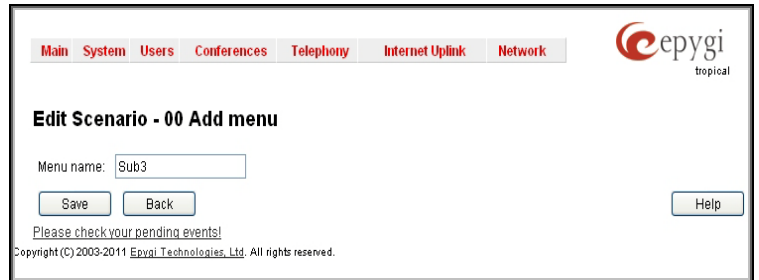 Main System Users Conferences Telephony Internet Uplink Network
epygi
tropical
Edit Scenario - 00 Add menu
Menu name: Sub3
Save Back Help
Please check your pending events!
Copyright (C) 2003-2011 Epygi Technologies, Ltd. All rights reserved.